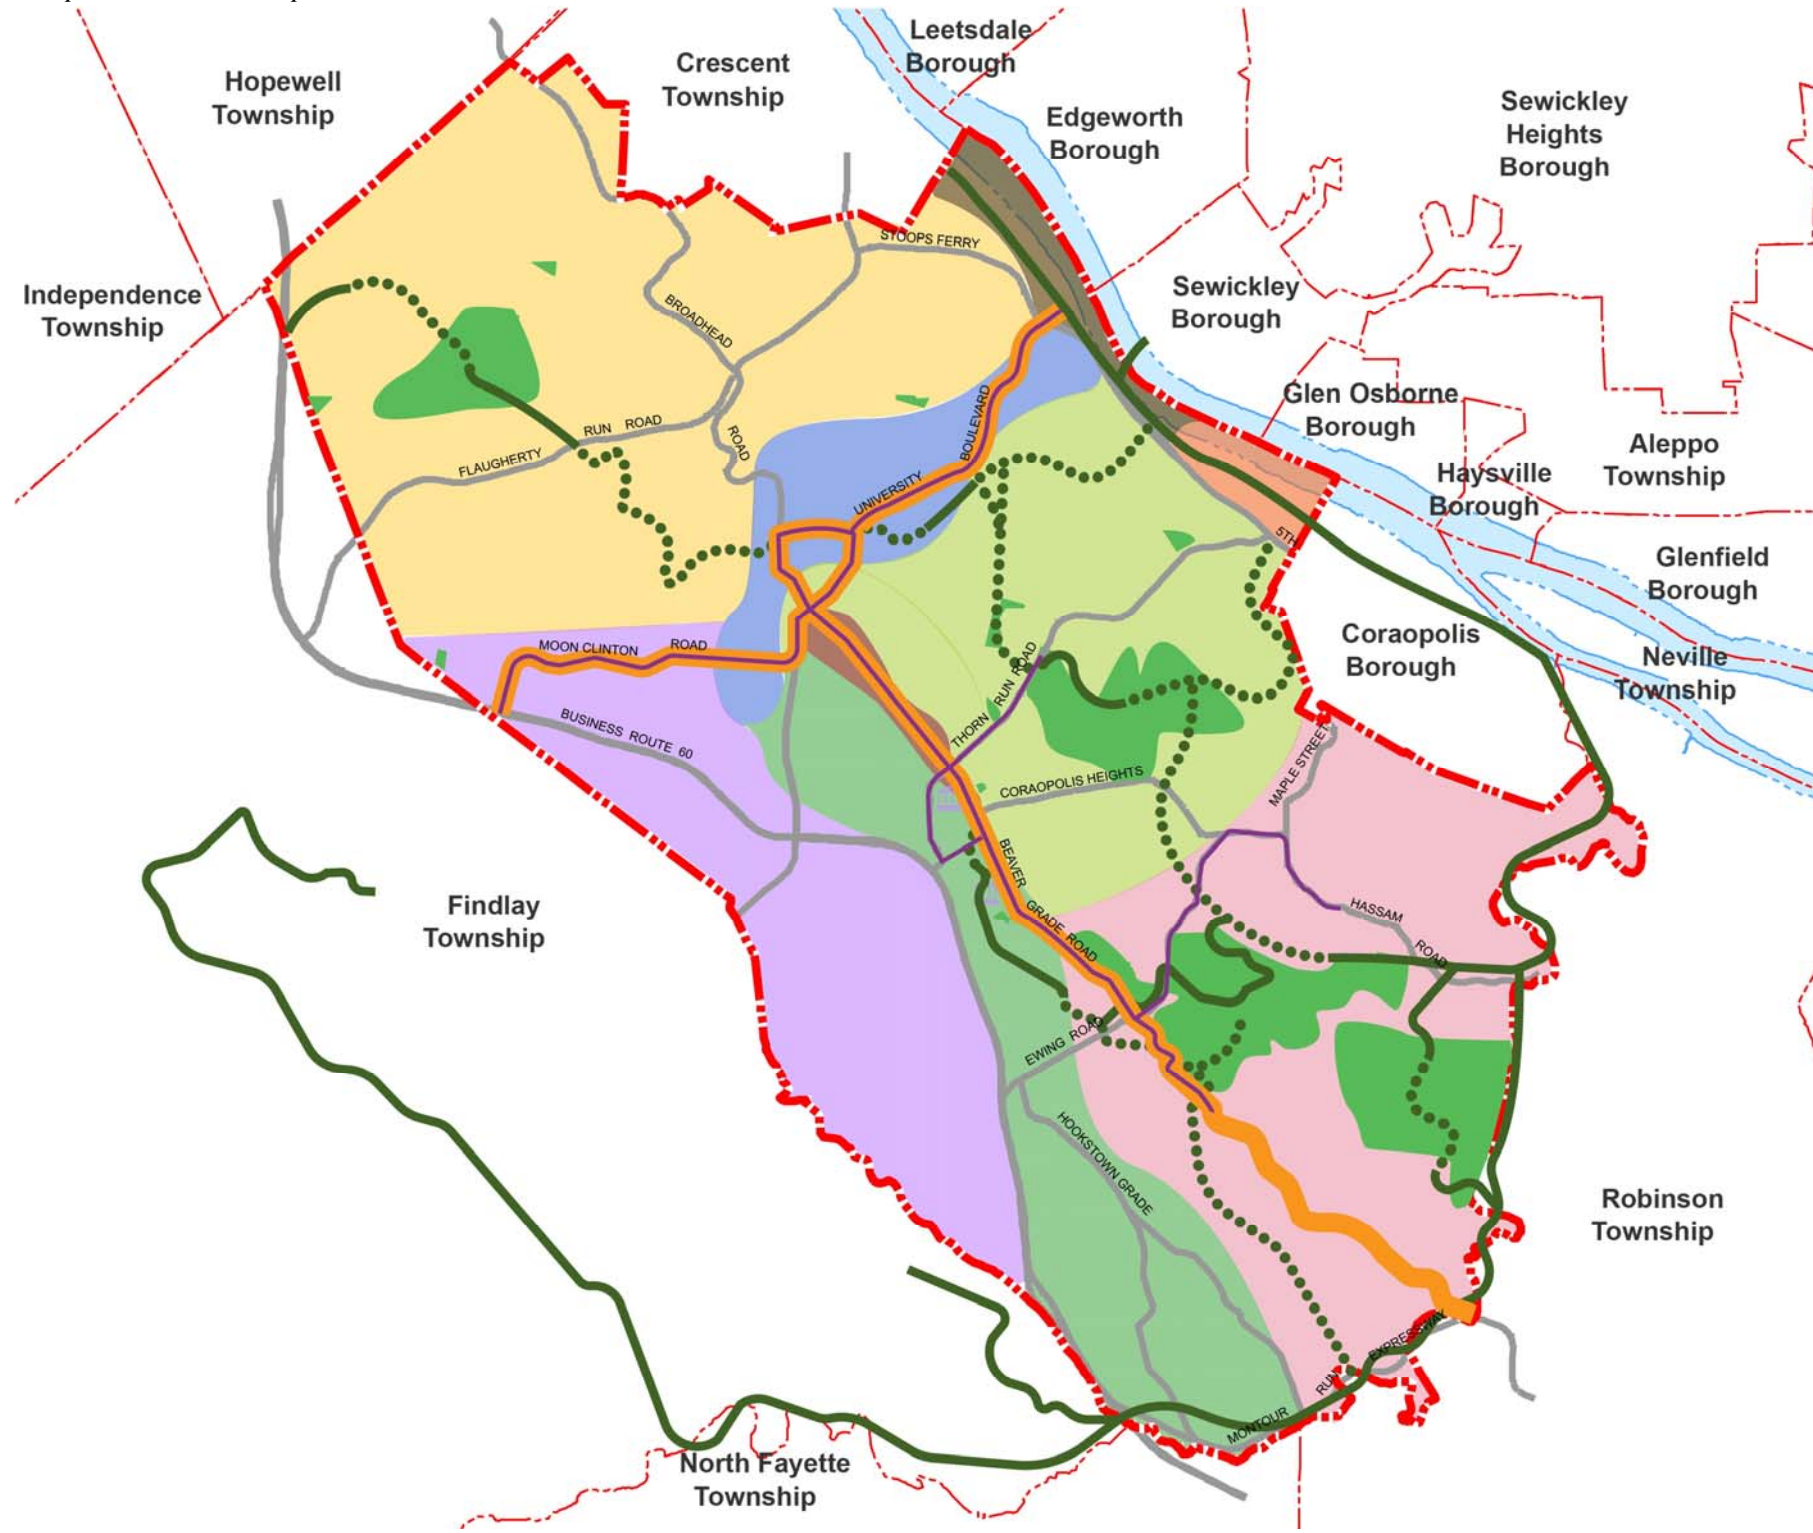 Leetsdale
Borough
Crescent
Township
Hopewell
Township
Edgeworth
Borough
Sewickley
Heights
Borough
STOOPS FERRY
Independence
Township
Sewickley
Borough
BROADHEAD
ROAD
Glen Osborne
Borough
FLAUGHERTY
RUN ROAD
BOULEVARD
UNIVERSITY
Aleppo
Township
Haysville
Borough
5TH
Glenfield
Borough
MOON CLINTON
ROAD
Coraopolis
Borough
Neville
Township
BUSINESS ROUTE 60
THORN RUN ROAD
MAPLE STREET
CORAOPOLIS HEIGHTS
BEAVER
GRADE ROAD
HASSAM
ROAD
Findlay
Township
EWING ROAD
HOOKSTOWN GRADE
Robinson
Township
MONTOUR
RUN
EXPRESSWAY
North Fayette
Township